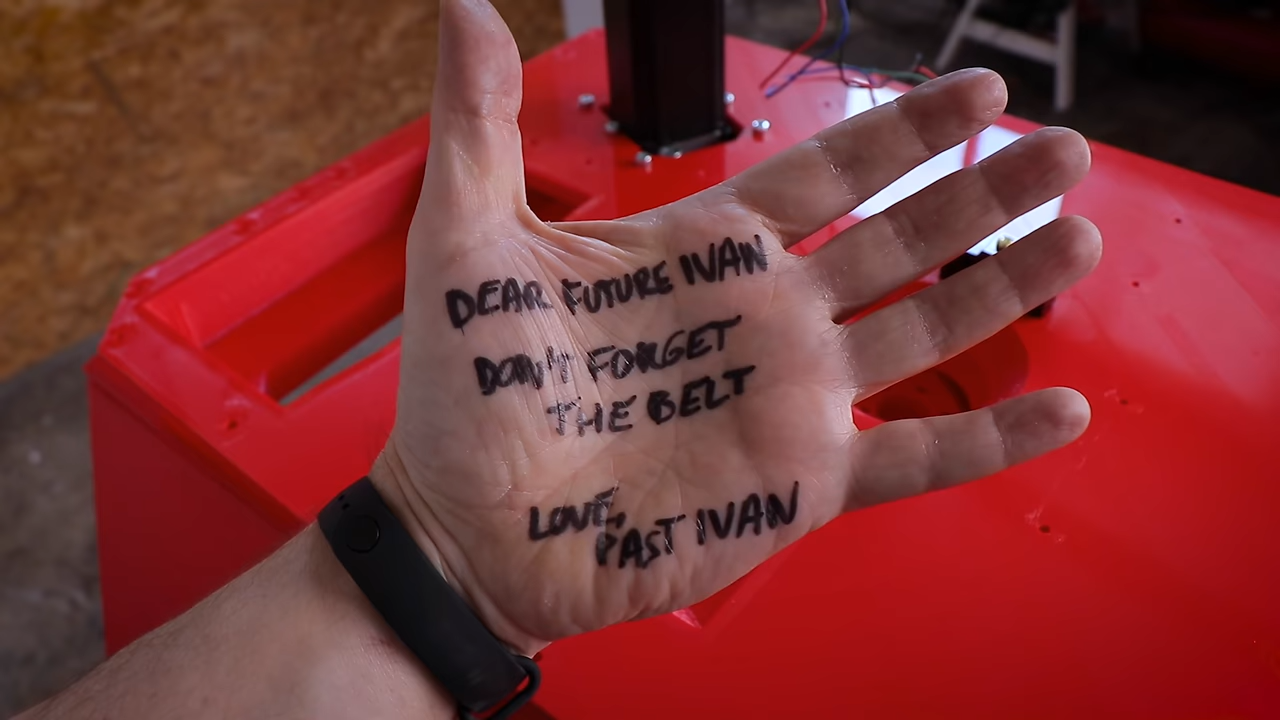 DEAR FUTURE IVAN
DON'T FORGET
THE BELT
LOVE,
PAST IVAN